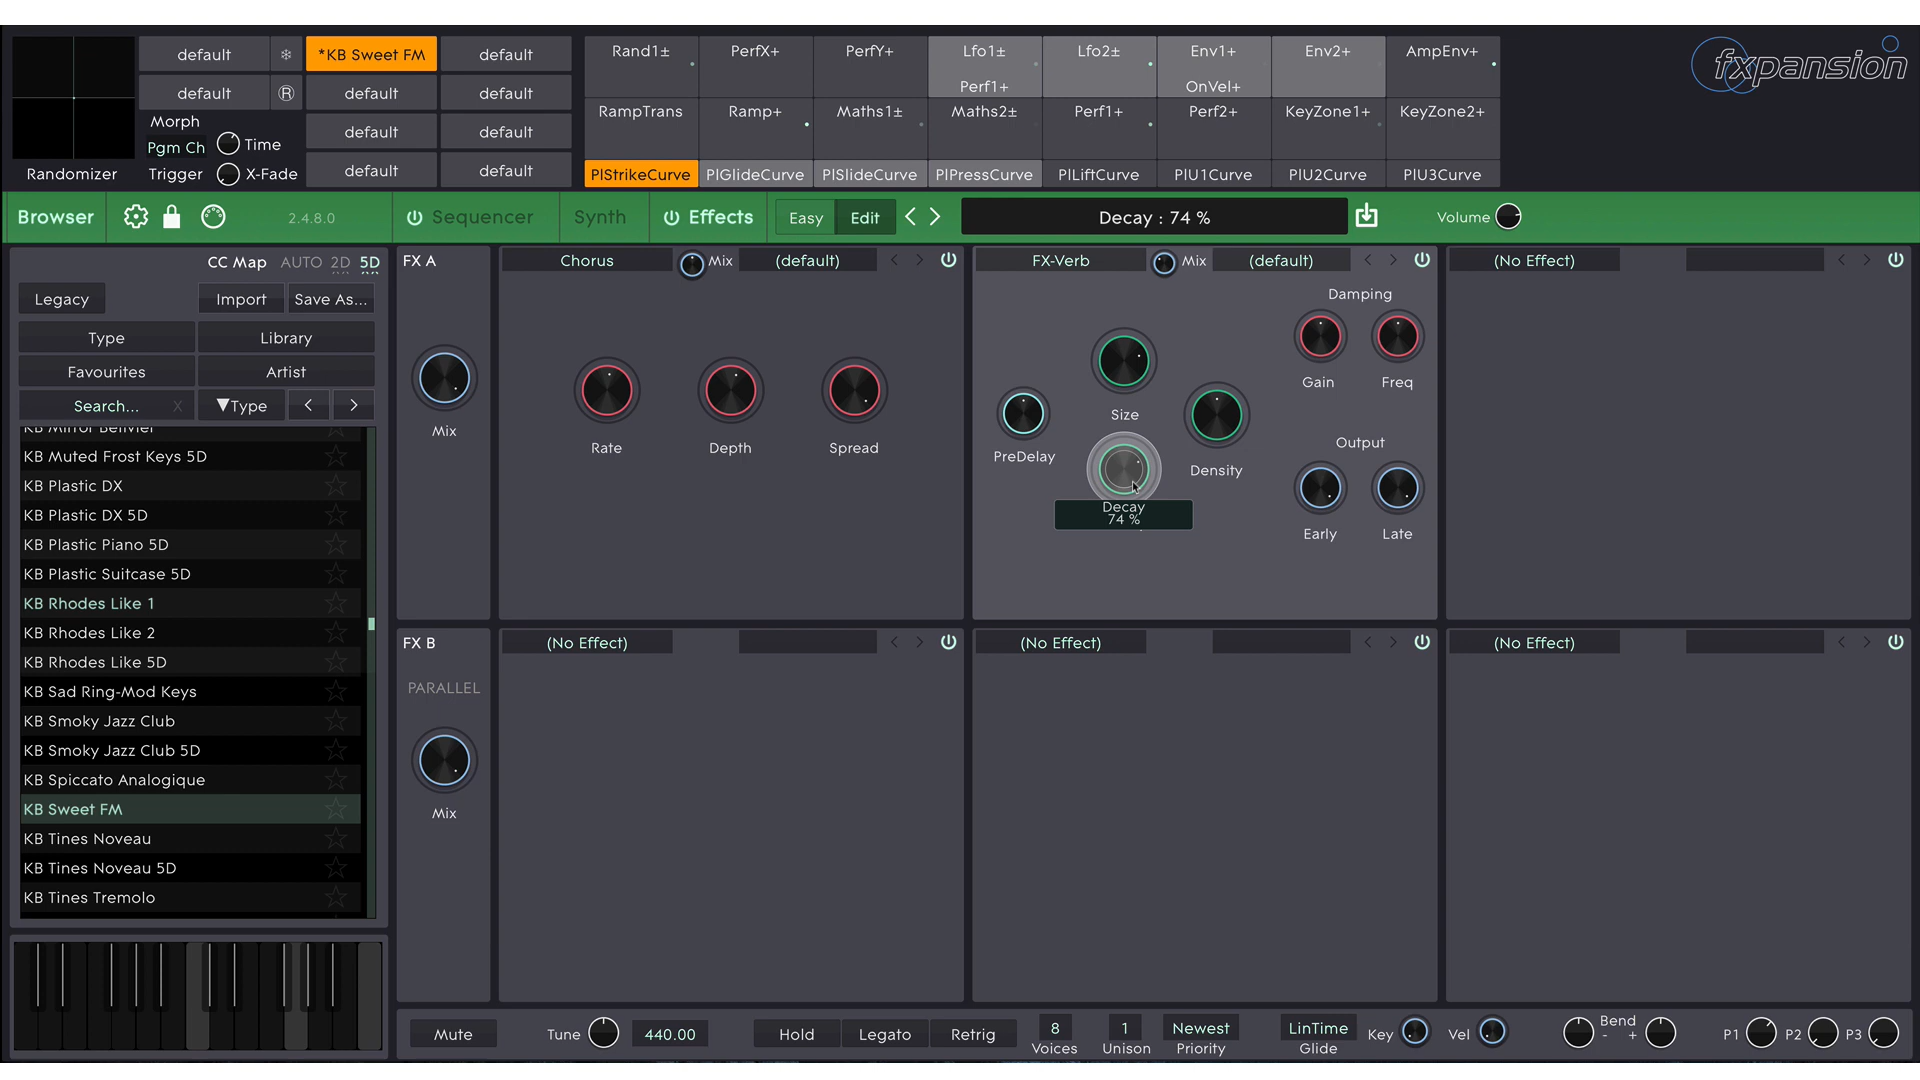 default
*KB Sweet FM
default
default
default
default
Morph
Pgm Ch
Time
default
default
Randomizer
Trigger
X-Fade
default
default
Rand1±
PerfX+
PerfY+
Lfo1±
Perf1+
Lfo2±
Env1+
OnVel+
Env2+
AmpEnv+
RampTrans
Ramp+
Maths1±
Maths2±
Perf1+
Perf2+
KeyZone1+
KeyZone2+
PlStrikeCurve
PlGlideCurve
PlSlideCurve
PlPressCurve
PlLiftCurve
PlU1Curve
PlU2Curve
PlU3Curve
fxpansion
Browser
2.4.8.0
Sequencer
Synth
Effects
Easy
Edit
Decay : 74 %
Volume
CC Map
AUTO
2D
5D
Legacy
Import
Save As...
Type
Library
Favourites
Artist
Search...
X
▼Type
KB Mirror Bellvier
KB Muted Frost Keys 5D
KB Plastic DX
KB Plastic DX 5D
KB Plastic Piano 5D
KB Plastic Suitcase 5D
KB Rhodes Like 1
KB Rhodes Like 2
KB Rhodes Like 5D
KB Sad Ring-Mod Keys
KB Smoky Jazz Club
KB Smoky Jazz Club 5D
KB Spiccato Analogique
KB Sweet FM
KB Tines Noveau
KB Tines Noveau 5D
KB Tines Tremolo
FX A
Mix
Chorus
Mix
(default)
Rate
Depth
Spread
FX-Verb
Mix
(default)
Damping
Gain
Freq
Size
PreDelay
Density
Decay
74 %
Output
Early
Late
(No Effect)
FX B
PARALLEL
Mix
(No Effect)
(No Effect)
(No Effect)
Mute
Tune
440.00
Hold
Legato
Retrig
8
Voices
1
Unison
Newest
Priority
LinTime
Glide
Key
Vel
Bend
- +
P1
P2
P3